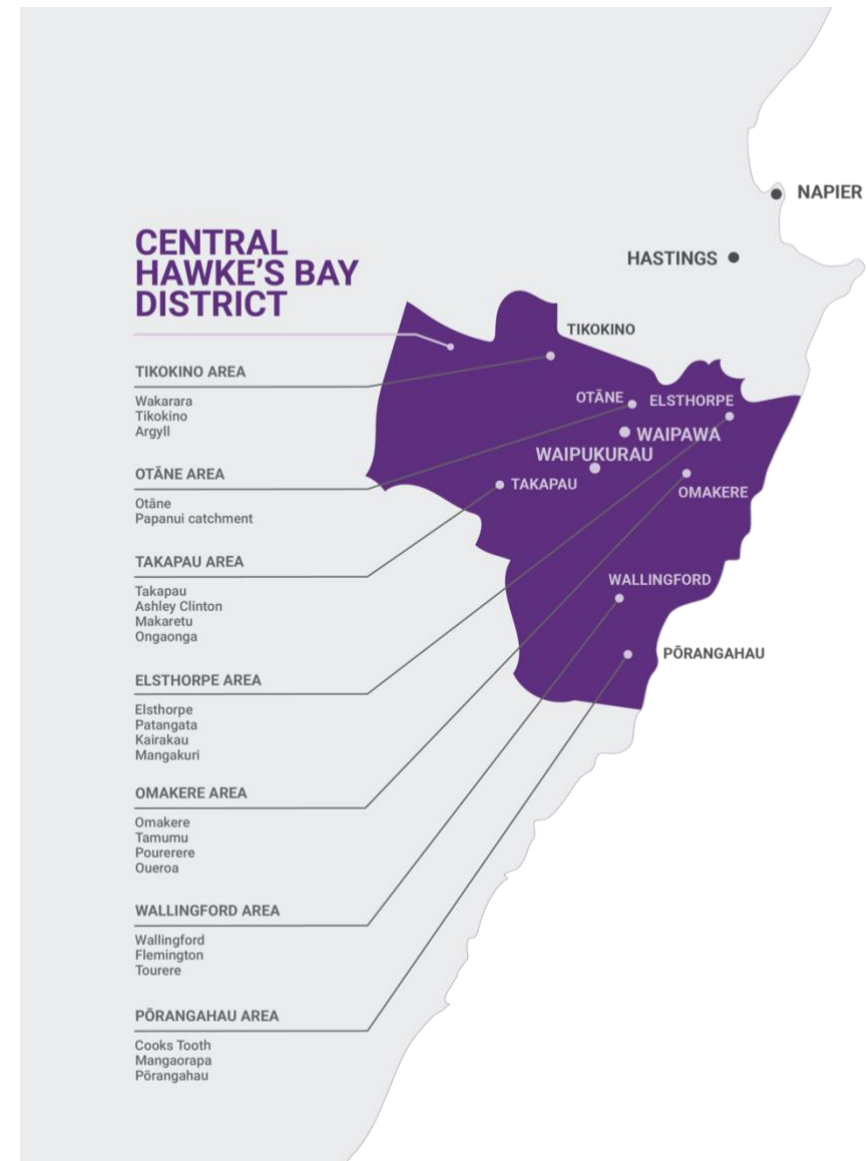 NAPIER
HASTINGS
CENTRAL
HAWKE'S BAY
DISTRICT
TIKOKINO
TIKOKINO AREA
Wakarara
Tikokino
Argyll
OTĀNE
ELSTHORPE
WAIPAWA
WAIPUKURAU
TAKAPAU
OMAKERE
OTĀNE AREA
Otāne
Papanui catchment
TAKAPAU AREA
Takapau
Ashley Clinton
Makaretu
Ongaonga
WALLINGFORD
PŌRANGAHAU
ELSTHORPE AREA
Elsthorpe
Patangata
Kairakau
Mangakuri
OMAKERE AREA
Omakere
Tamumu
Pourerere
Oueroa
WALLINGFORD AREA
Wallingford
Flemington
Tourere
PŌRANGAHAU AREA
Cooks Tooth
Mangaorapa
Pōrangahau